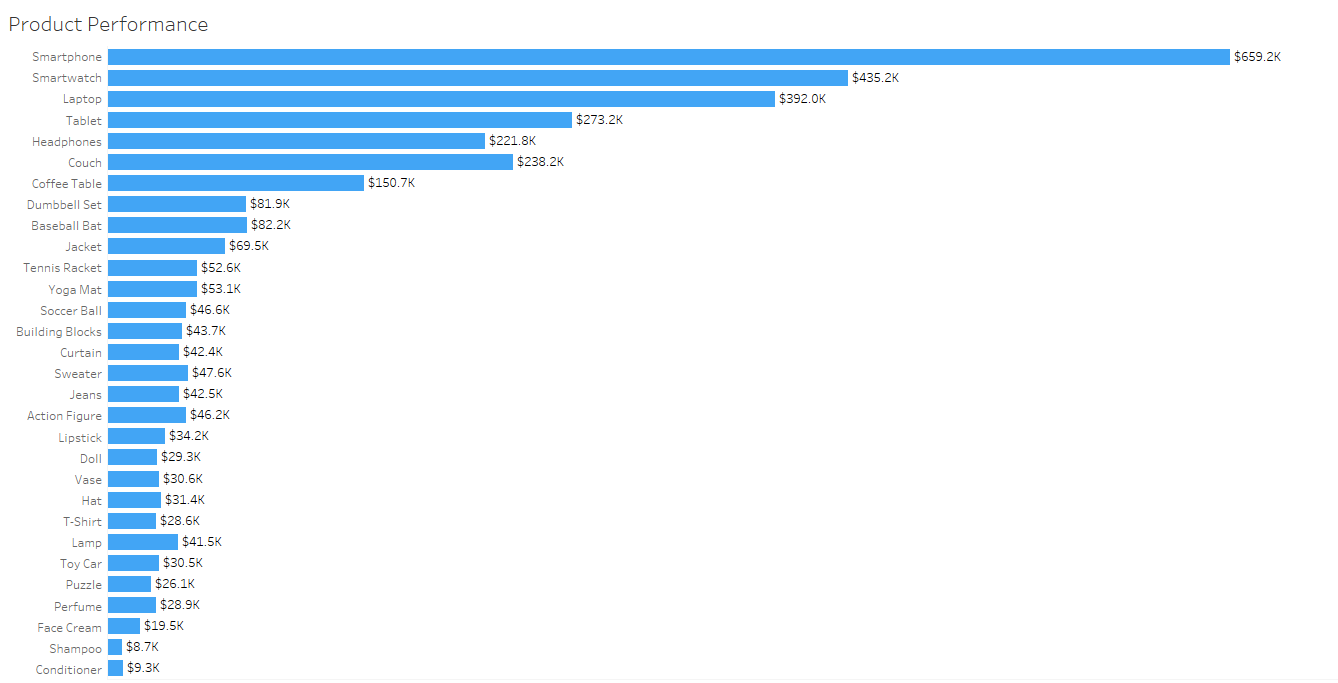 Product Performance
Smartphone $659.2K
Smartwatch $435.2K
Laptop $392.0K
Tablet $273.2K
Headphones $221.8K
Couch $238.2K
Coffee Table $150.7K
Dumbbell Set $81.9K
Baseball Bat $82.2K
Jacket $69.5K
Tennis Racket $52.6K
Yoga Mat $53.1K
Soccer Ball $46.6K
Building Blocks $43.7K
Curtain $42.4K
Sweater $47.6K
Jeans $42.5K
Action Figure $46.2K
Lipstick $34.2K
Doll $29.3K
Vase $30.6K
Hat $31.4K
T-Shirt $28.6K
Lamp $41.5K
Toy Car $30.5K
Puzzle $26.1K
Perfume $28.9K
Face Cream $19.5K
Shampoo $8.7K
Conditioner $9.3K